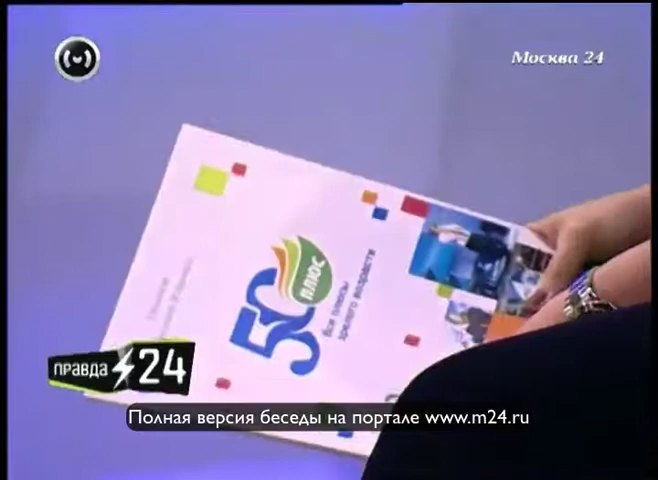 Москва 24
50
ПЛЮС
Все плюсы
зрелого возраста
ПРАВДА 24
Полная версия беседы на портале www.m24.ru